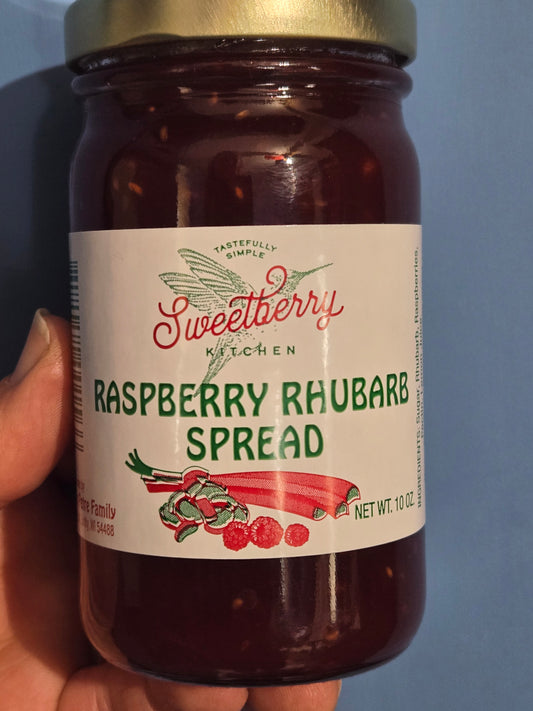 TASTEFULLY
SIMPLE
Sweetberry
KITCHEN
RASPBERRY RHUBARB
SPREAD
NET WT. 10 OZ
Family
WI 54488
INGREDIENTS: Sugar, Rhubarb, Raspberries,